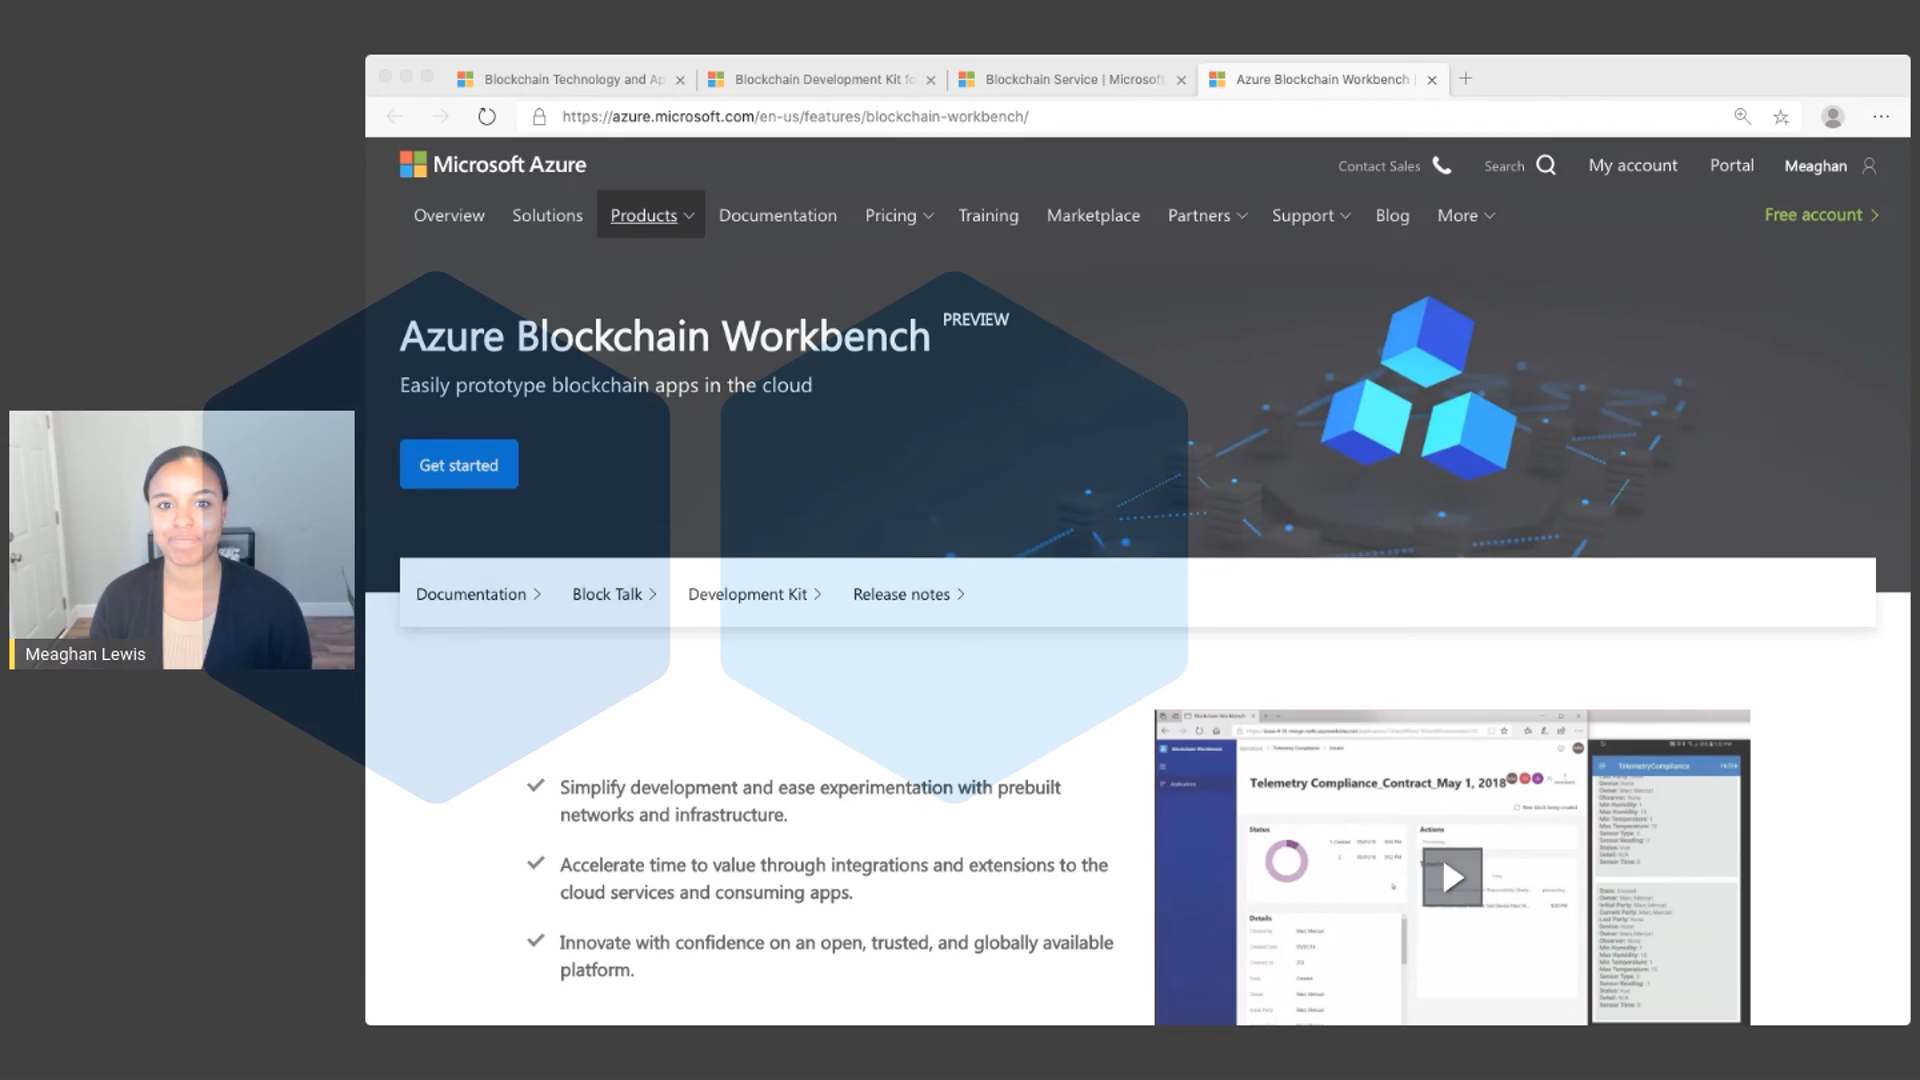 Blockchain Technology and Ap
Blockchain Development Kit fo
Blockchain Service | Microsoft
Azure Blockchain Workbench |
https://azure.microsoft.com/en-us/features/blockchain-workbench/
Microsoft Azure
Contact Sales
Search
My account
Portal
Meaghan
Overview
Solutions
Products
Documentation
Pricing
Training
Marketplace
Partners
Support
Blog
More
Free account
Azure Blockchain Workbench PREVIEW
Easily prototype blockchain apps in the cloud
Get started
Documentation
Block Talk
Development Kit
Release notes
Meaghan Lewis
Simplify development and ease experimentation with prebuilt
networks and infrastructure.
Accelerate time to value through integrations and extensions to the
cloud services and consuming apps.
Innovate with confidence on an open, trusted, and globally available
platform.
Blockchain Workbench
Telemetry Compliance_Contract_May 1, 2018
Status
Actions
Details
TelemetryCompliance